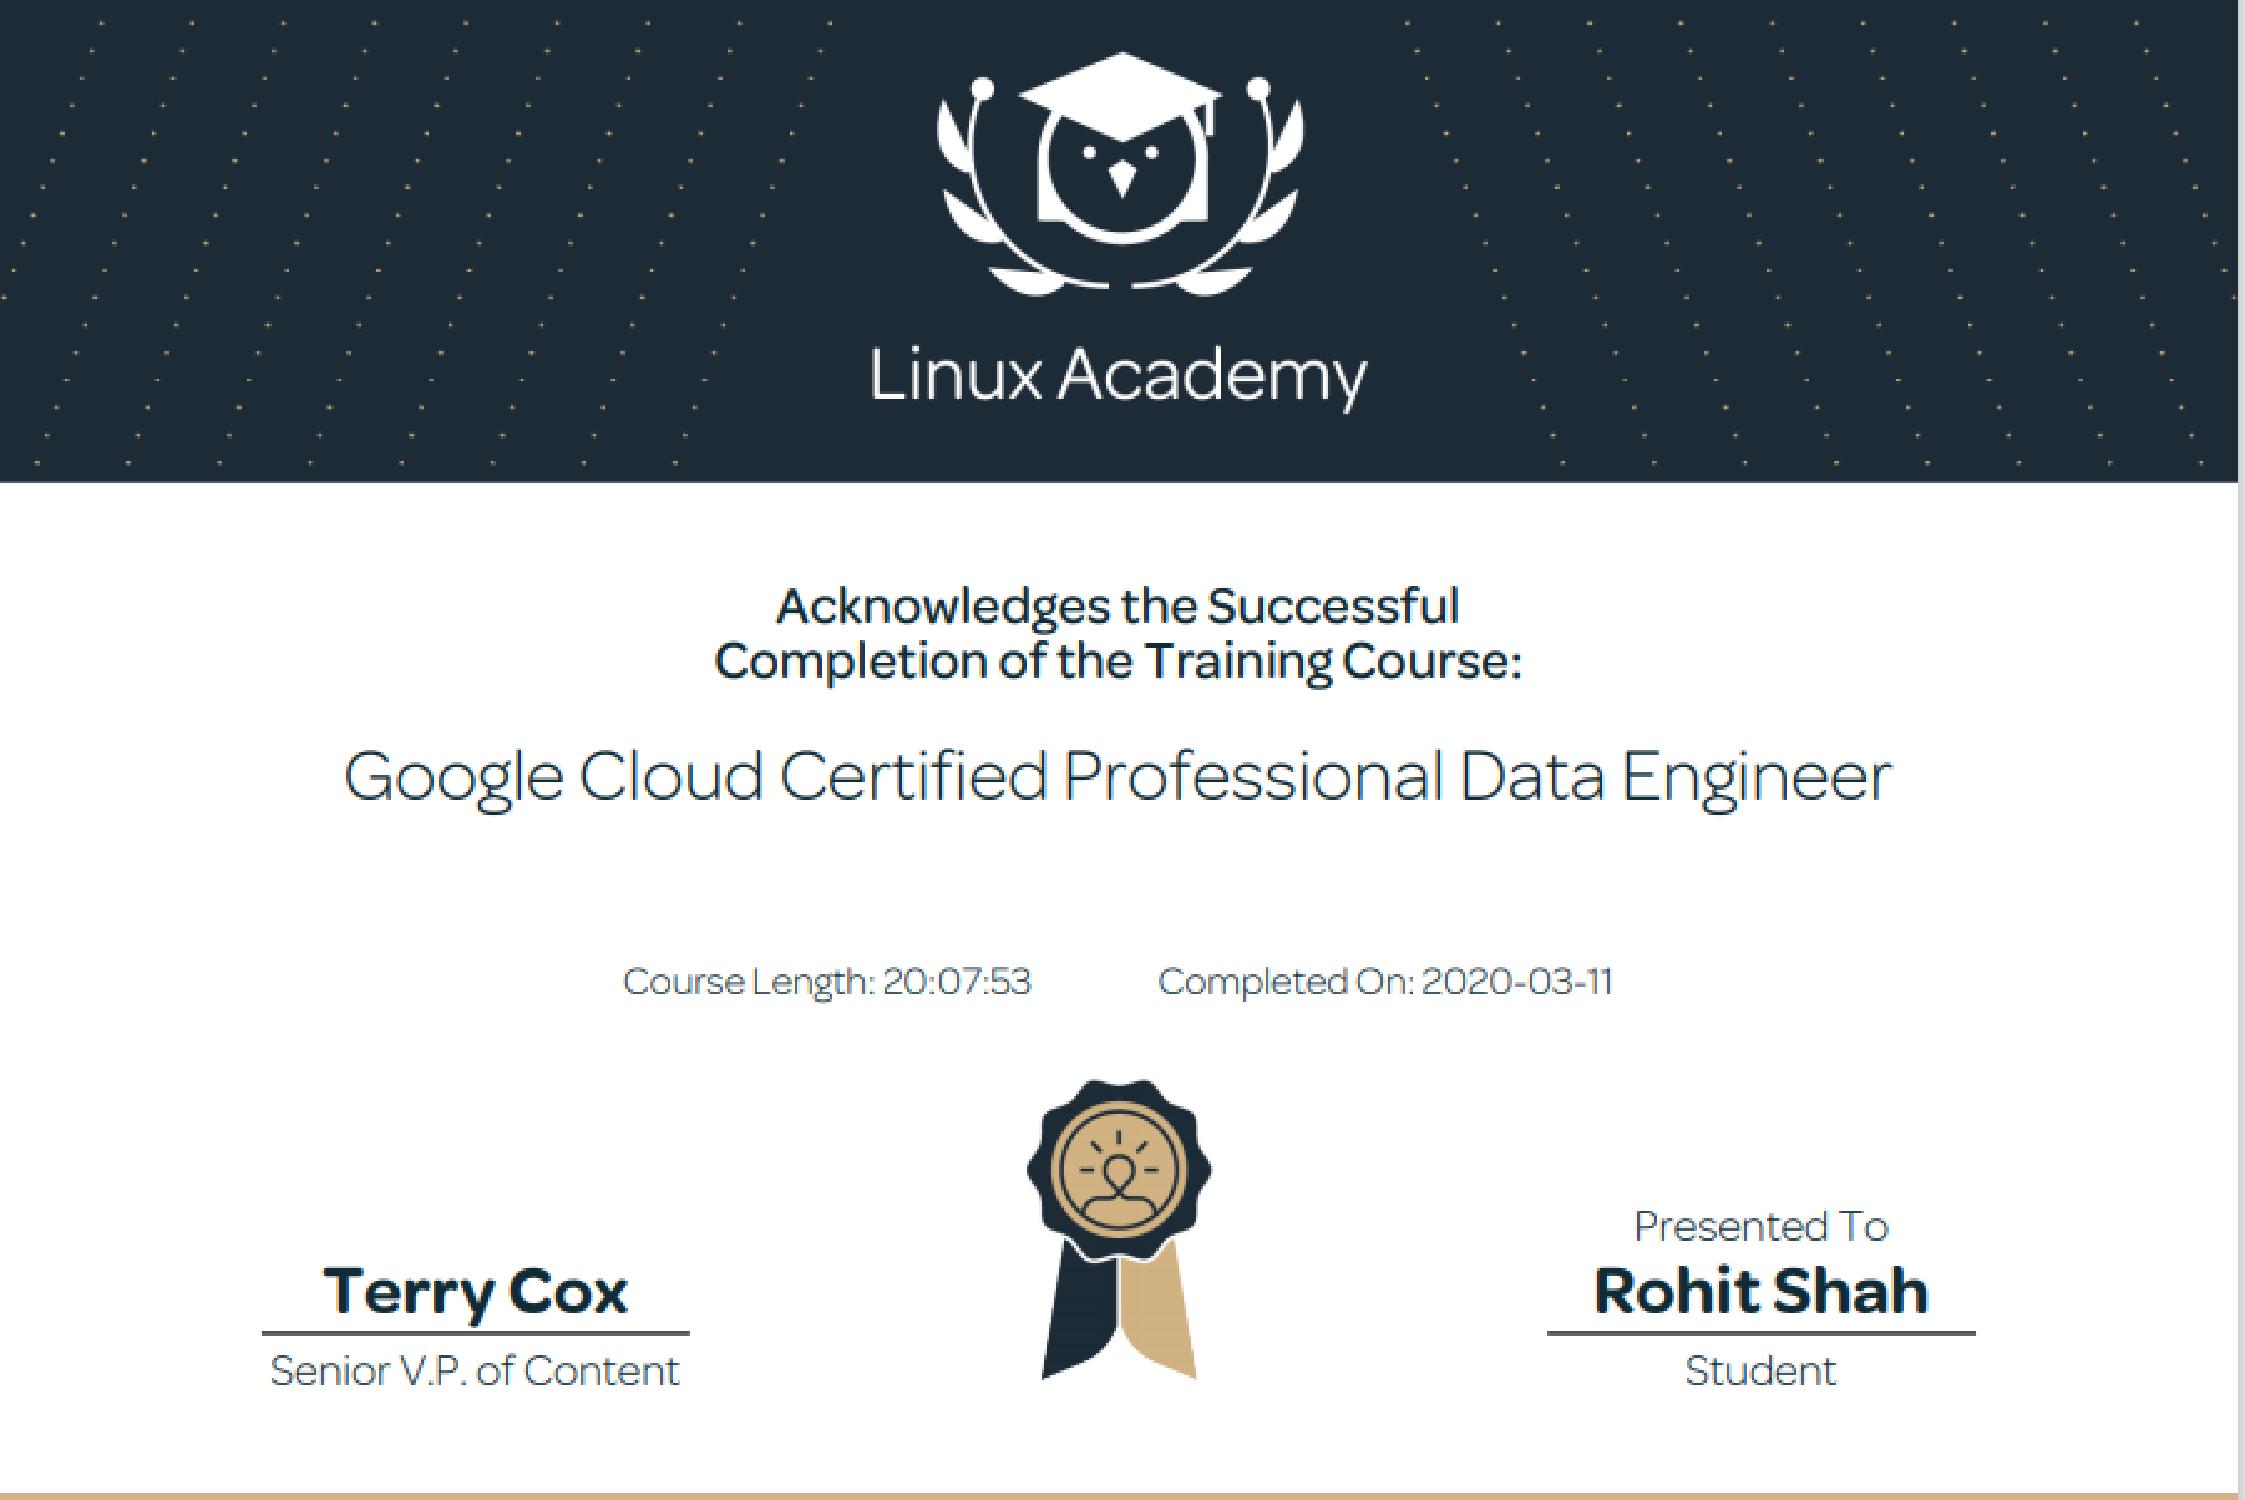 Linux Academy
Acknowledges the Successful
Completion of the Training Course:
Google Cloud Certified Professional Data Engineer
Course Length: 20:07:53 Completed On: 2020-03-11
Presented To
Terry Cox Rohit Shah
Senior V.P. of Content Student